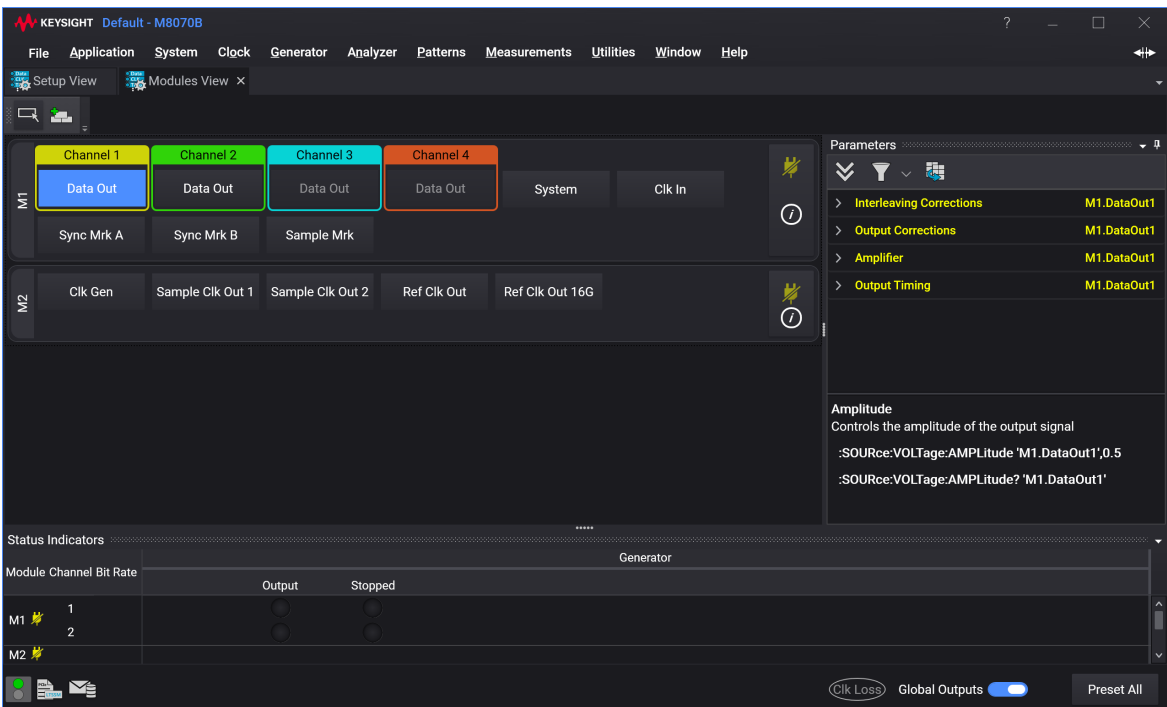 KEYSIGHT Default - M8070B
File Application System Clock Generator Analyzer Patterns Measurements Utilities Window Help
Setup View Modules View
M1
Channel 1 Channel 2 Channel 3 Channel 4
Data Out Data Out Data Out Data Out System Clk In
Sync Mrk A Sync Mrk B Sample Mrk
M2
Clk Gen Sample Clk Out 1 Sample Clk Out 2 Ref Clk Out Ref Clk Out 16G
Parameters
Interleaving Corrections M1.DataOut1
Output Corrections M1.DataOut1
Amplifier M1.DataOut1
Output Timing M1.DataOut1
Amplitude
Controls the amplitude of the output signal
:SOURce:VOLTage:AMPLitude 'M1.DataOut1',0.5
:SOURce:VOLTage:AMPLitude? 'M1.DataOut1'
Status Indicators
Generator
Module Channel Bit Rate
Output Stopped
M1
1
2
M2
Clk Loss Global Outputs Preset All